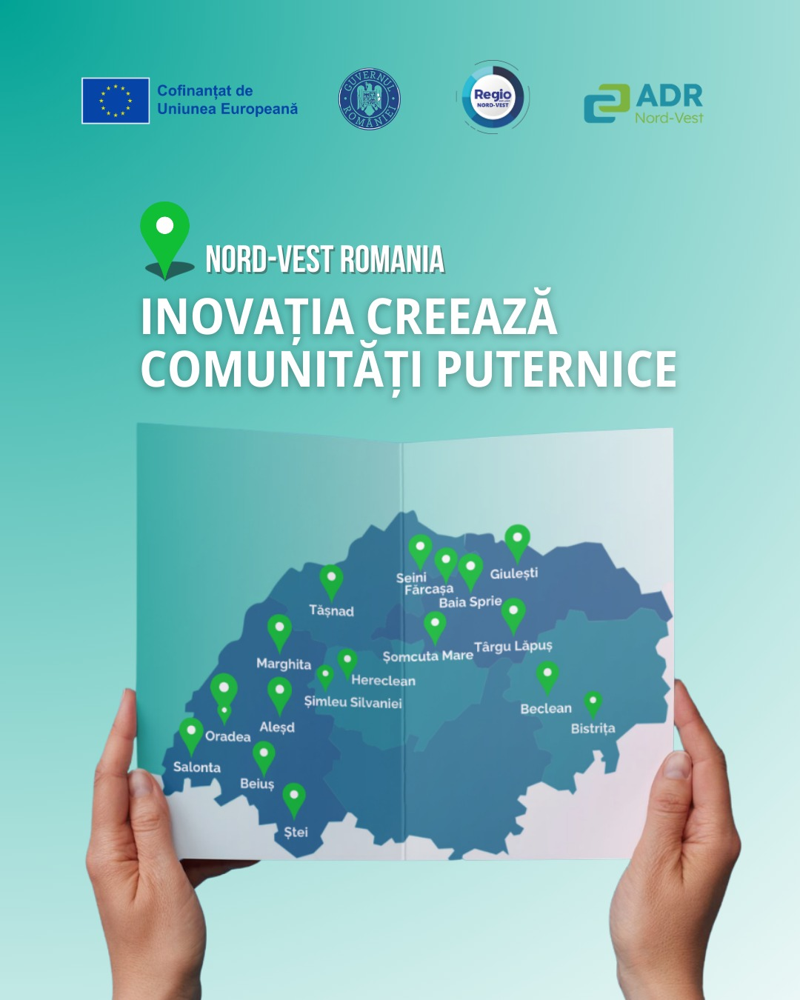 Cofinanțat de
Uniunea Europeană
GUVERNUL
ROMÂNIEI
Regio
NORD-VEST
ADR
Nord-Vest
NORD-VEST ROMANIA
INOVAȚIA CREEAZĂ
COMUNITĂȚI PUTERNICE
Seini
Fărcașa
Baia Sprie
Giulești
Tășnad
Marghita
Șomcuta Mare
Târgu Lăpuș
Hereclean
Șimleu Silvaniei
Beclean
Bistrița
Oradea
Aleșd
Salonta
Beiuș
Ștei